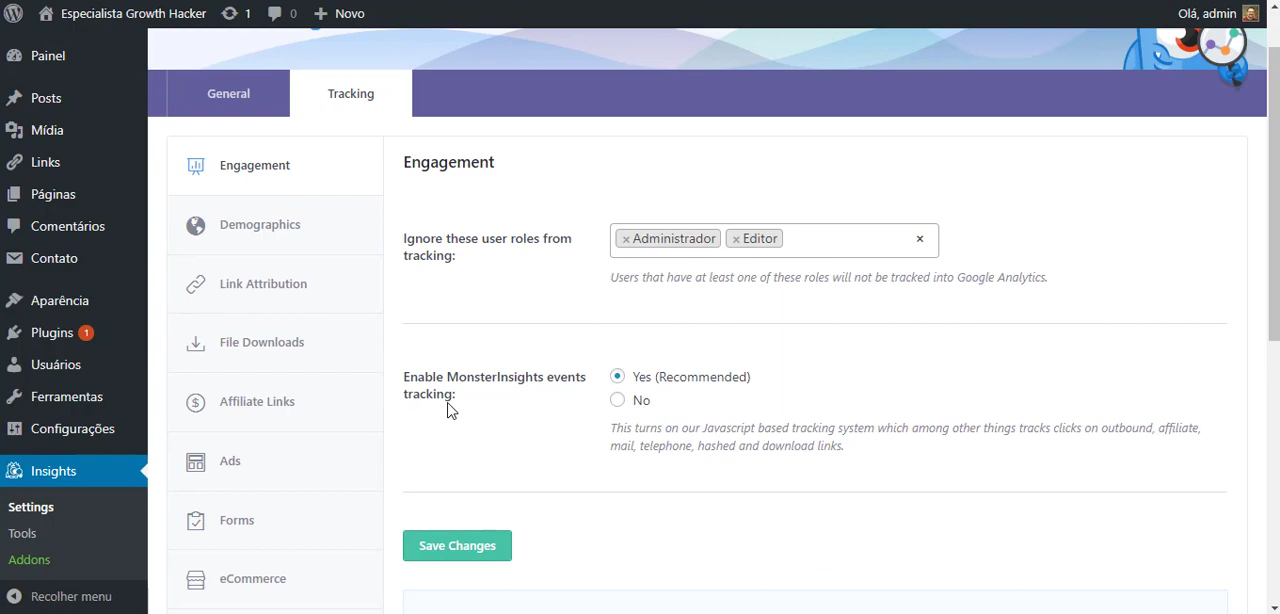 Especialista Growth Hacker
1
0
Novo
Olá, admin
Painel
Posts
Mídia
Links
Páginas
Comentários
Contato
Aparência
Plugins 1
Usuários
Ferramentas
Configurações
Insights
Settings
Tools
Addons
Recolher menu
General
Tracking
Engagement
Demographics
Link Attribution
File Downloads
Affiliate Links
Ads
Forms
eCommerce
Engagement
Ignore these user roles from
tracking:
× Administrador × Editor ×
Users that have at least one of these roles will not be tracked into Google Analytics.
Enable MonsterInsights events
tracking:
Yes (Recommended)
No
This turns on our Javascript based tracking system which among other things tracks clicks on outbound, affiliate,
mail, telephone, hashed and download links.
Save Changes